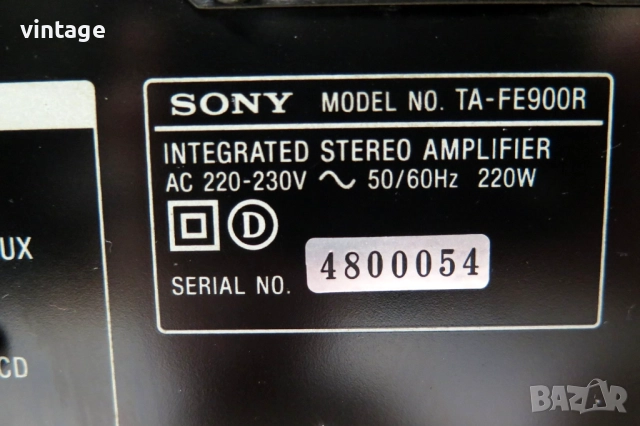 vintage
SONY MODEL NO. TA-FE900R
INTEGRATED STEREO AMPLIFIER
AC 220-230V ~ 50/60Hz 220W
D
UX
SERIAL NO. 4800054
CD
BAZAR